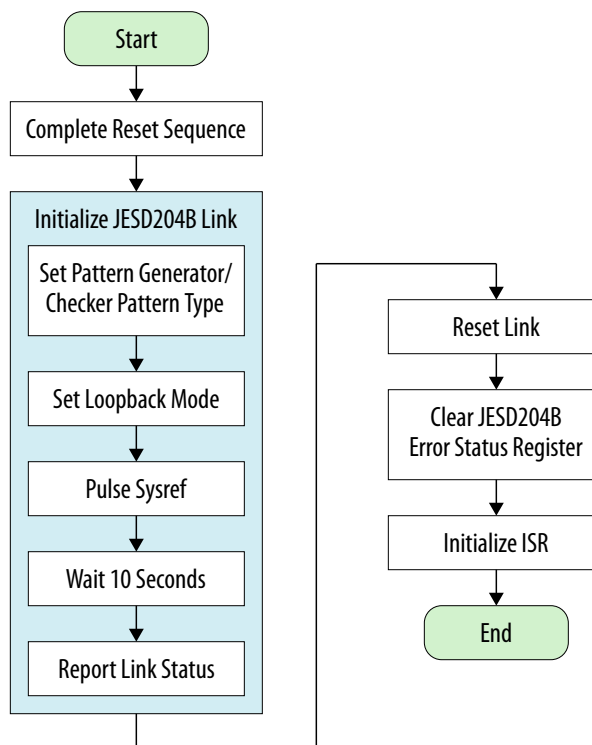 Start
Complete Reset Sequence
Initialize JESD204B Link
Set Pattern Generator/
Checker Pattern Type
Set Loopback Mode
Pulse Sysref
Wait 10 Seconds
Report Link Status
Reset Link
Clear JESD204B
Error Status Register
Initialize ISR
End